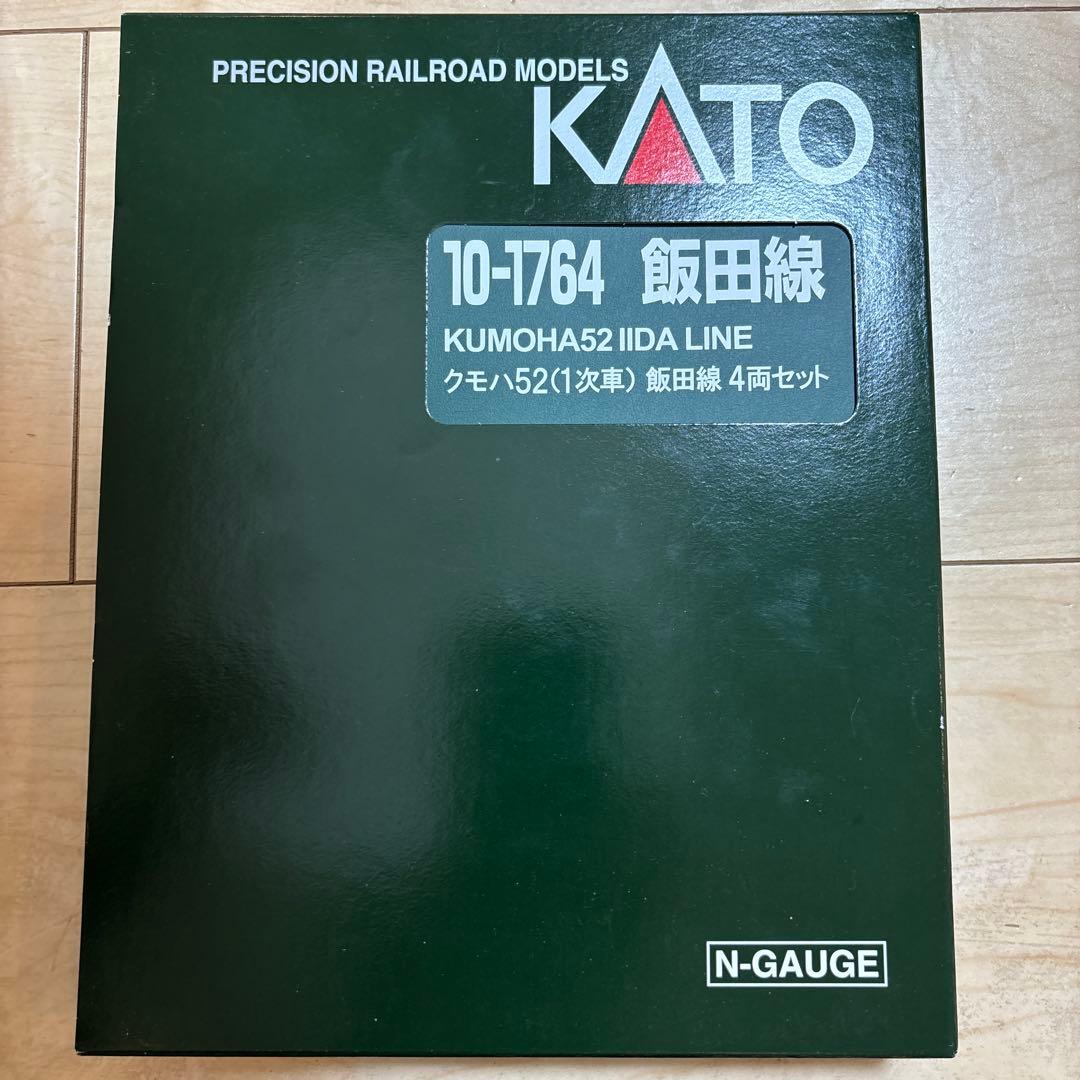 PRECISION RAILROAD MODELS
KATO
10-1764 飯田線
KUMOHA52 IIDA LINE
クモハ52(1次車) 飯田線 4両セット
N-GAUGE